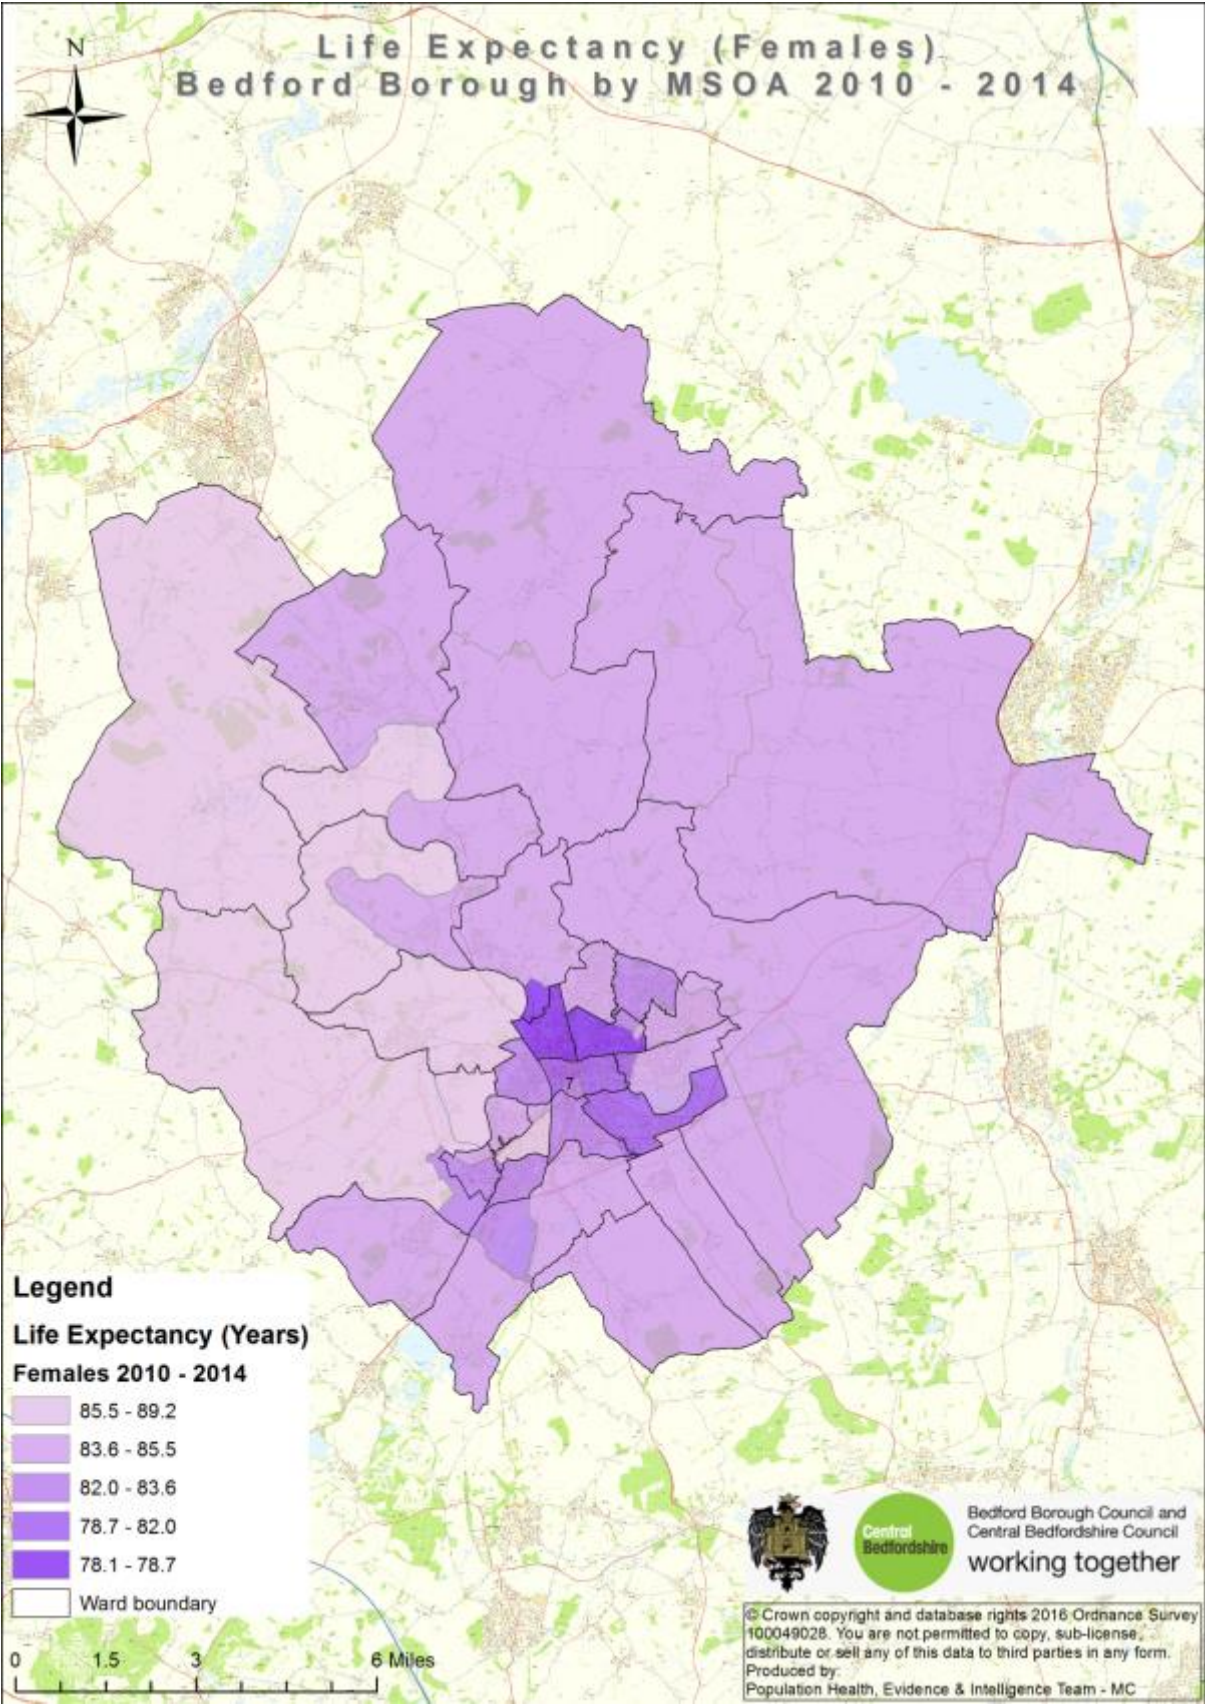 N
Life Expectancy (Females)
Bedford Borough by MSOA 2010 - 2014
7
Legend
Life Expectancy (Years)
Females 2010 - 2014
85.5 - 89.2
83.6 - 85.5
82.0 - 83.6
78.7 - 82.0
78.1 - 78.7
Ward boundary
0 1.5 3 6 Miles
Central
Bedfordshire
Bedford Borough Council and
Central Bedfordshire Council
working together
© Crown copyright and database rights 2016 Ordnance Survey
100049028. You are not permitted to copy, sub-license,
distribute or sell any of this data to third parties in any form.
Produced by:
Population Health, Evidence & Intelligence Team - MC